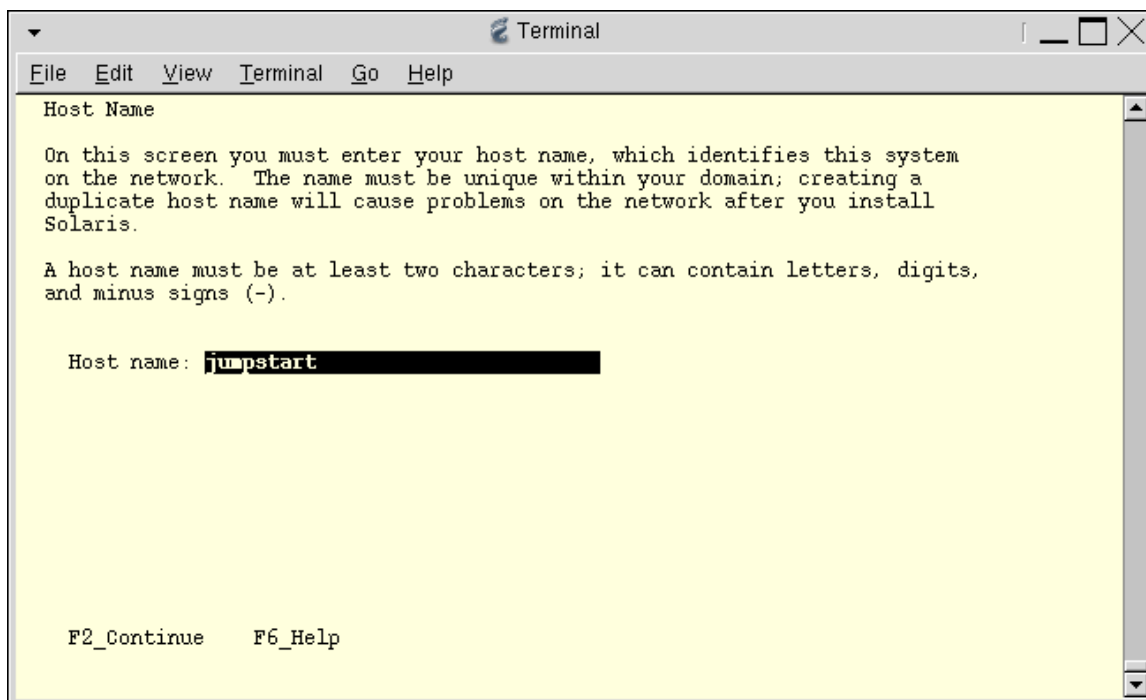 Terminal
File Edit View Terminal Go Help
Host Name
On this screen you must enter your host name, which identifies this system
on the network.  The name must be unique within your domain; creating a
duplicate host name will cause problems on the network after you install
Solaris.
A host name must be at least two characters; it can contain letters, digits,
and minus signs (-).
Host name: jumpstart
F2_Continue    F6_Help